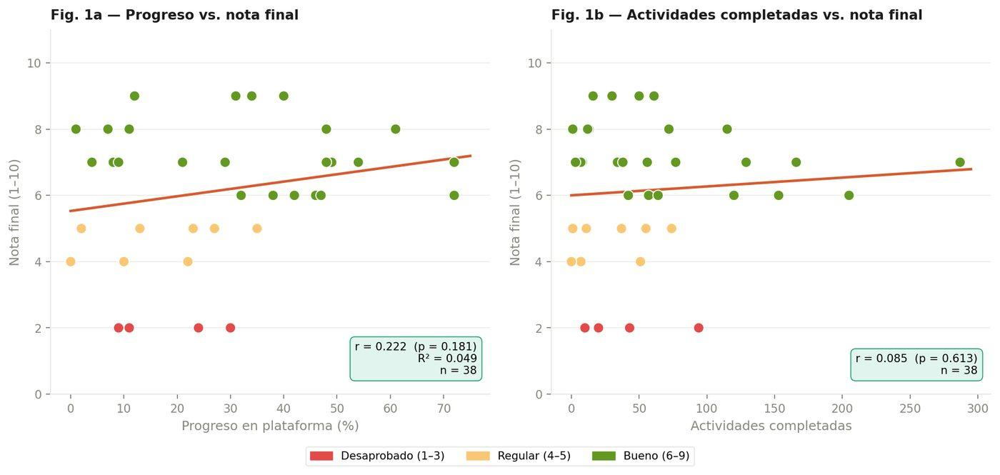 Fig. 1a — Progreso vs. nota final
Nota final (1–10)
10
8
6
4
2
0
r = 0.222 (p = 0.181)
R² = 0.049
n = 38
0 10 20 30 40 50 60 70
Progreso en plataforma (%)
Fig. 1b — Actividades completadas vs. nota final
Nota final (1–10)
10
8
6
4
2
0
r = 0.085 (p = 0.613)
n = 38
0 50 100 150 200 250 300
Actividades completadas
Desaprobado (1–3) Regular (4–5) Bueno (6–9)